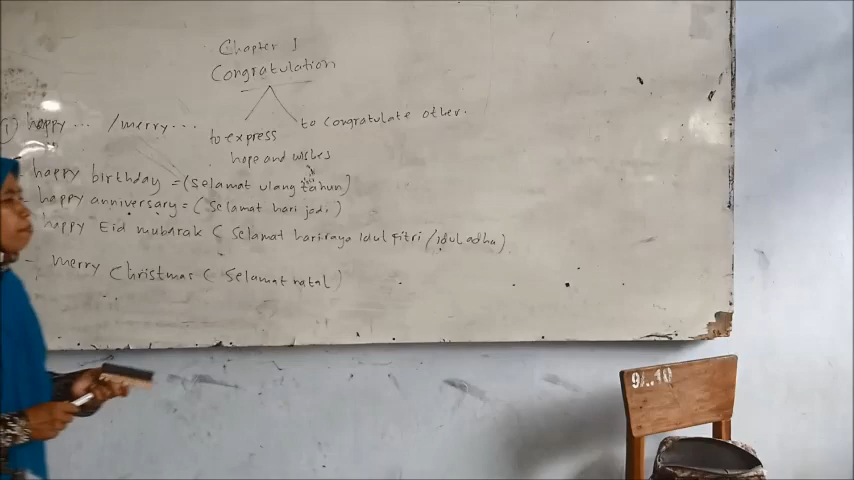 Chapter 1
Congratulation
to express
hope and wishes
to congratulate other.
① happy... / merry...
- happy birthday = (Selamat ulang tahun)
- happy anniversary = (Selamat hari jadi)
happy Eid mubarak ( Selamat hari raya Idul fitri / idul adha)
- merry Christmas ( Selamat natal )
9/..10